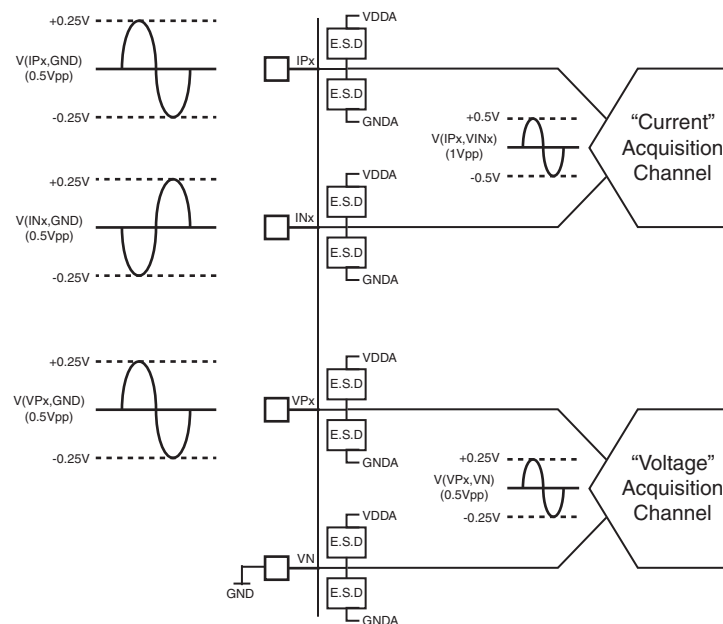 +0.25V
V(IPx,GND)
(0.5Vpp)
-0.25V
IPx
VDDA
E.S.D
E.S.D
GNDA
+0.25V
V(INx,GND)
(0.5Vpp)
-0.25V
INx
VDDA
E.S.D
E.S.D
GNDA
+0.5V
V(IPx,VINx)
(1Vpp)
-0.5V
“Current”
Acquisition
Channel
+0.25V
V(VPx,GND)
(0.5Vpp)
-0.25V
VPx
VDDA
E.S.D
E.S.D
GNDA
GND
VN
VDDA
E.S.D
E.S.D
GNDA
+0.25V
V(VPx,VN)
(0.5Vpp)
-0.25V
“Voltage”
Acquisition
Channel